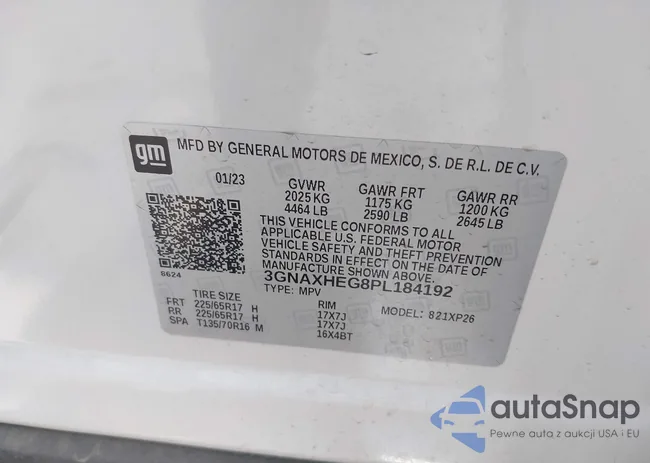 gm
MFD BY GENERAL MOTORS DE MEXICO, S. DE R.L. DE C.V.
01/23 GVWR GAWR FRT GAWR RR
2025 KG 1175 KG 1200 KG
4464 LB 2590 LB 2645 LB
THIS VEHICLE CONFORMS TO ALL
APPLICABLE U.S. FEDERAL MOTOR
VEHICLE SAFETY AND THEFT PREVENTION
STANDARDS IN EFFECT ON THE DATE OF
MANUFACTURE SHOWN ABOVE.
8624
3GNAXHEG8PL184192
TYPE: MPV
TIRE SIZE RIM MODEL: 821XP26
FRT 225/65R17 H 17X7J
RR 225/65R17 H 17X7J
SPA T135/70R16 M 16X4BT
autaSnap
Pewne auta z aukcji USA i EU